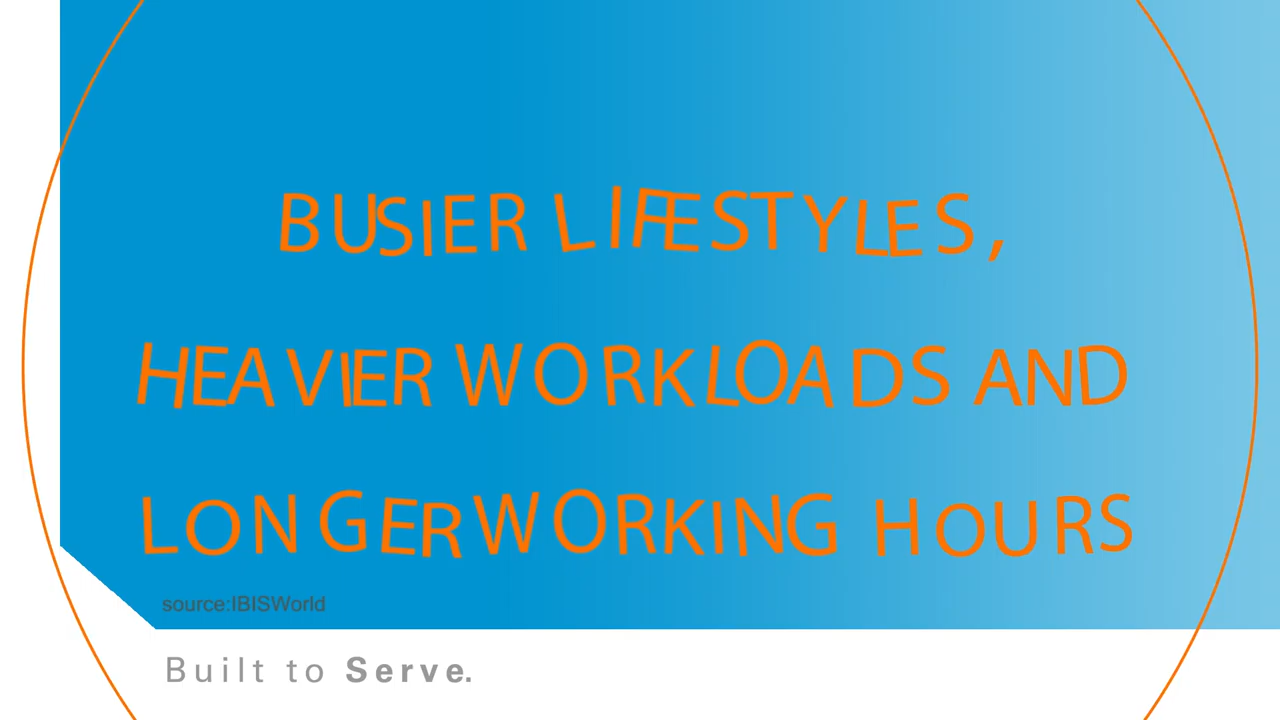 BUSIER LIFESTYLES,
HEAVIER WORKLOADS AND
LONGER WORKING HOURS
source:IBISWorld
Built to Serve.